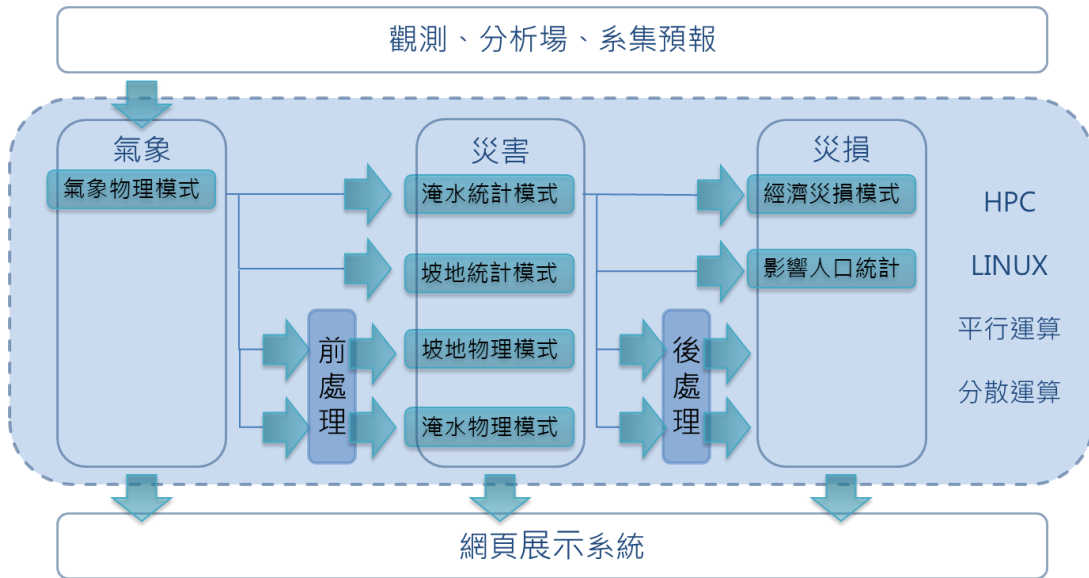 觀測、分析場、系集預報
氣象
氣象物理模式
災害
淹水統計模式
坡地統計模式
坡地物理模式
淹水物理模式
前處理
災損
經濟災損模式
影響人口統計
後處理
HPC
LINUX
平行運算
分散運算
網頁展示系統